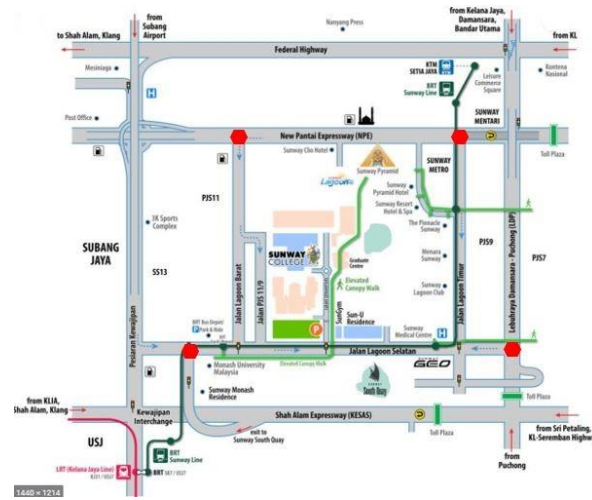 from
Subang
Airport
Nanyang Press
from Kelana Jaya,
Damansara,
Bandar Utama
to Shah Alam, Klang
Federal Highway
from KL
Mesiniaga
KTM
SETIA JAYA
BRT
Sunway Line
Leisure
Commerce
Square
Kontena
Nasional
H
Post Office
SUNWAY
MENTARI
New Pantai Expressway (NPE)
Toll Plaza
Sunway Clio Hotel
Sunway Pyramid
SUNWAY
METRO
Lagoon
PJS11
Sunway
Pyramid Hotel
Sunway Resort
Hotel & Spa
3K Sports
Complex
The Pinnacle
Sunway
PJS9
PJS7
SUBANG
JAYA
SUNWAY
COLLEGE
Graduate
Centre
Menara
Sunway
SS13
Elevated
Canopy Walk
Sunway
Lagoon Club
Persiaran Kewajipan
Jalan Lagoon Barat
Jalan PJS 11/9
SunGym
Jalan Lagoon Timur
Lebuhraya Damansara - Puchong (LDP)
BRT Bus Depot
Park & Ride
P
Sun-U
Residence
Sunway
Medical Centre
H
Jalan Lagoon Selatan
Monash University
Malaysia
Elevated Canopy Walk
GEO
South Quay
Sunway Monash
Residence
from KLIA,
Shah Alam, Klang
Kewajipan
Interchange
Shah Alam Expressway (KESAS)
Toll Plaza
from Sri Petaling,
KL-Seremban Highw
USJ
exit to
Sunway South Quay
BRT
Sunway Line
from
Puchong
LRT (Kelana Jaya Line)
BRT
1440 × 1214